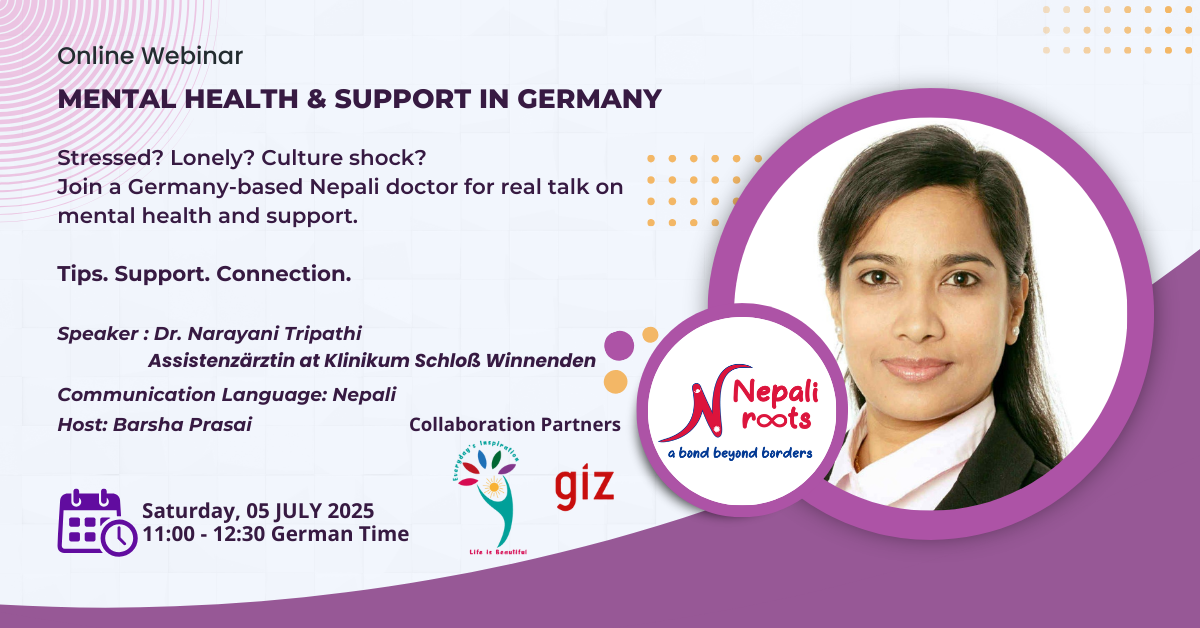 Online Webinar
MENTAL HEALTH & SUPPORT IN GERMANY
Stressed? Lonely? Culture shock?
Join a Germany-based Nepali doctor for real talk on
mental health and support.
Tips. Support. Connection.
Speaker : Dr. Narayani Tripathi
Assistenzärztin at Klinikum Schloß Winnenden
Communication Language: Nepali
Host: Barsha Prasai
Collaboration Partners
Everyday's Inspiration
Life is Beautiful
giz
Saturday, 05 JULY 2025
11:00 - 12:30 German Time
Nepali
roots
a bond beyond borders